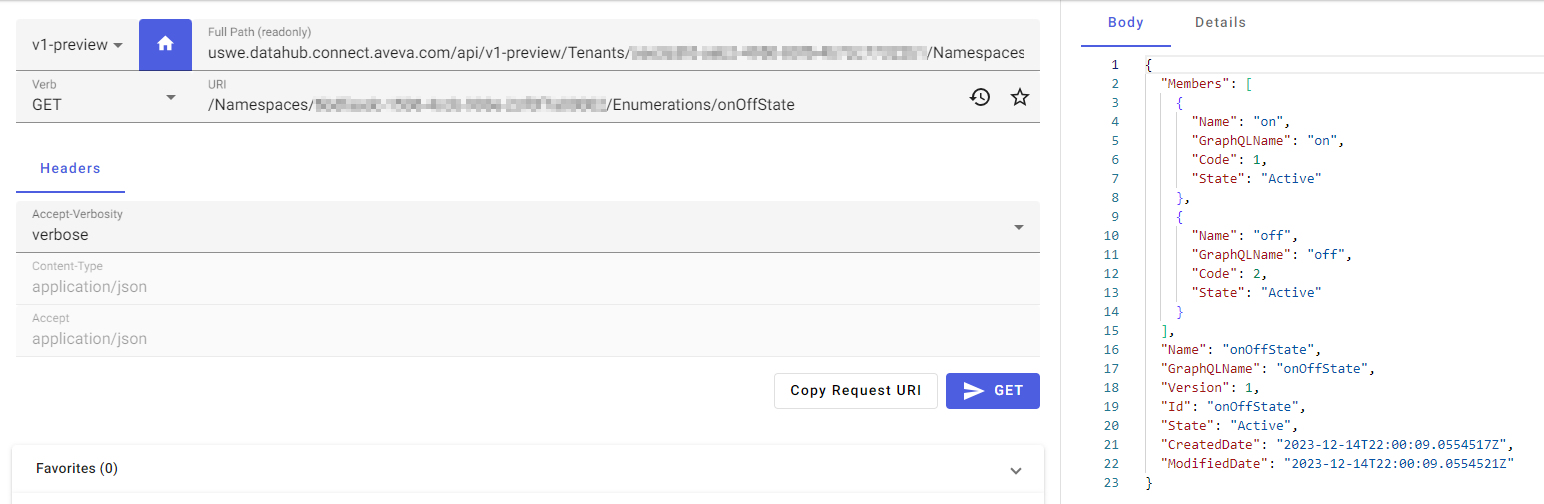 v1-preview
Full Path (readonly)
uswe.datahub.connect.aveva.com/api/v1-preview/Tenants/ /Namespaces
Verb
GET
URI
/Namespaces/ /Enumerations/onOffState
Headers
Accept-Verbosity
verbose
Content-Type
application/json
Accept
application/json
Copy Request URI
GET
Favorites (0)
Body Details
1 {
2 "Members": [
3 {
4 "Name": "on",
5 "GraphQLName": "on",
6 "Code": 1,
7 "State": "Active"
8 },
9 {
10 "Name": "off",
11 "GraphQLName": "off",
12 "Code": 2,
13 "State": "Active"
14 }
15 ],
16 "Name": "onOffState",
17 "GraphQLName": "onOffState",
18 "Version": 1,
19 "Id": "onOffState",
20 "State": "Active",
21 "CreatedDate": "2023-12-14T22:00:09.0554517Z",
22 "ModifiedDate": "2023-12-14T22:00:09.0554521Z"
23 }